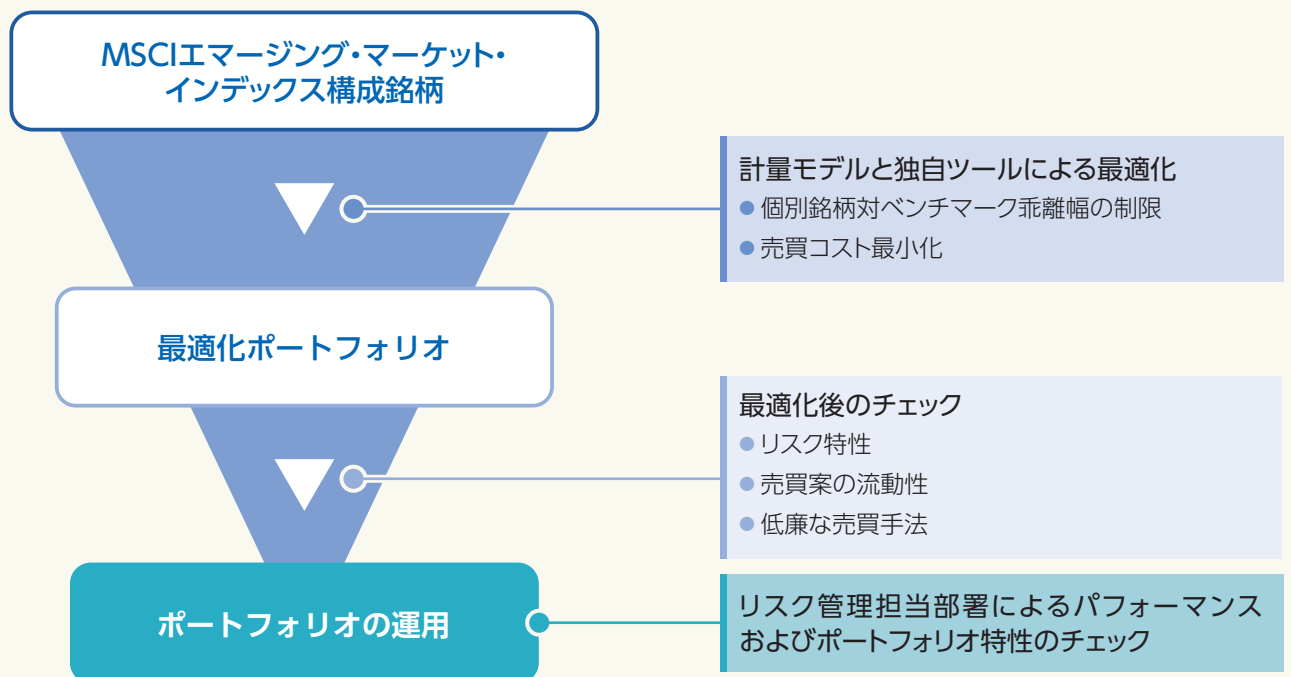 MSCIエマージング・マーケット・
インデックス構成銘柄
計量モデルと独自ツールによる最適化
● 個別銘柄対ベンチマーク乖離幅の制限
● 売買コスト最小化
最適化ポートフォリオ
最適化後のチェック
● リスク特性
● 売買案の流動性
● 低廉な売買手法
ポートフォリオの運用
リスク管理担当部署によるパフォーマンス
およびポートフォリオ特性のチェック